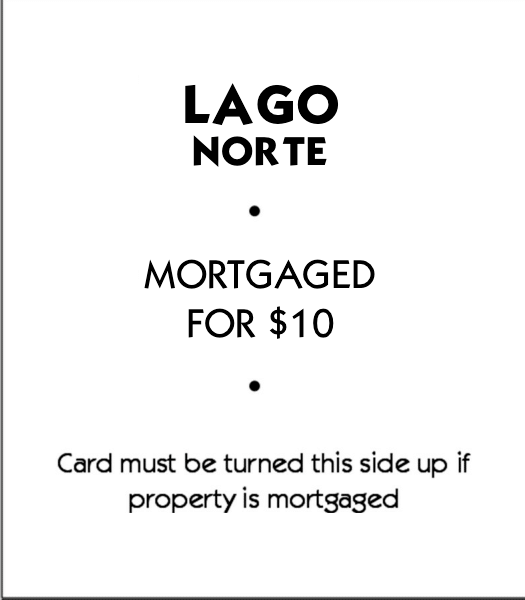 LAGO
NORTE
•
MORTGAGED
FOR $10
•
Card must be turned this side up if
property is mortgaged